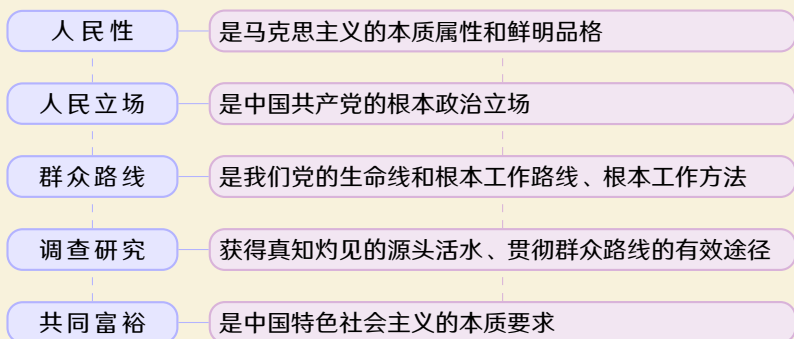 人民性 是马克思主义的本质属性和鲜明品格
人民立场 是中国共产党的根本政治立场
群众路线 是我们党的生命线和根本工作路线、根本工作方法
调查研究 获得真知灼见的源头活水、贯彻群众路线的有效途径
共同富裕 是中国特色社会主义的本质要求